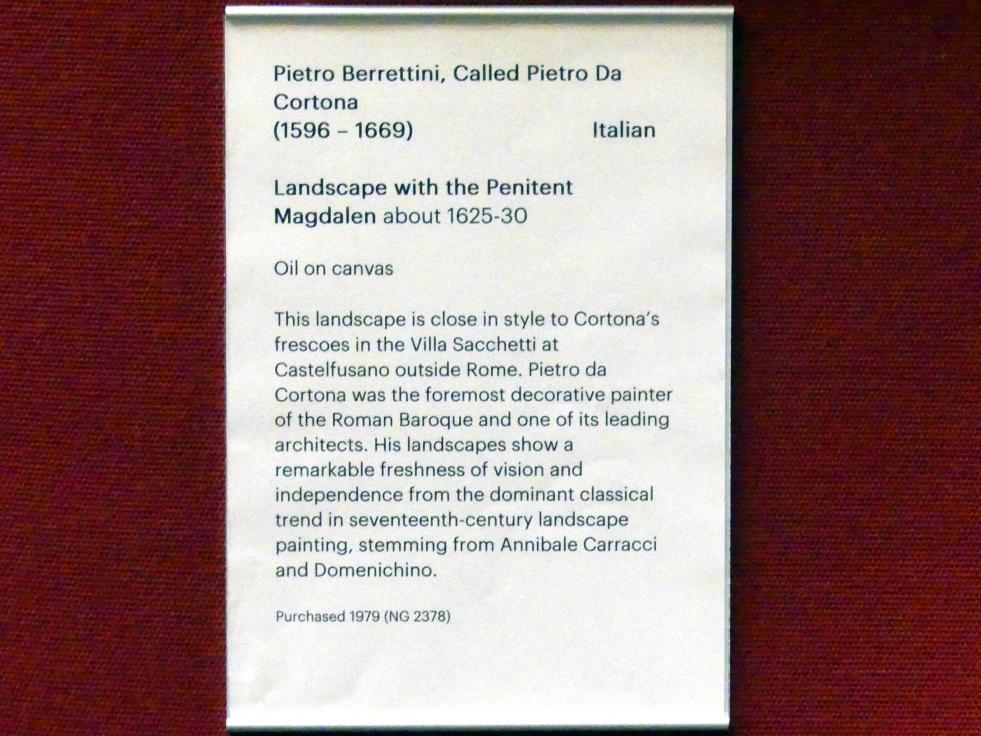 Pietro Berrettini, Called Pietro Da
Cortona
(1596 – 1669) Italian
Landscape with the Penitent
Magdalen about 1625-30
Oil on canvas
This landscape is close in style to Cortona's
frescoes in the Villa Sacchetti at
Castelfusano outside Rome. Pietro da
Cortona was the foremost decorative painter
of the Roman Baroque and one of its leading
architects. His landscapes show a
remarkable freshness of vision and
independence from the dominant classical
trend in seventeenth-century landscape
painting, stemming from Annibale Carracci
and Domenichino.
Purchased 1979 (NG 2378)